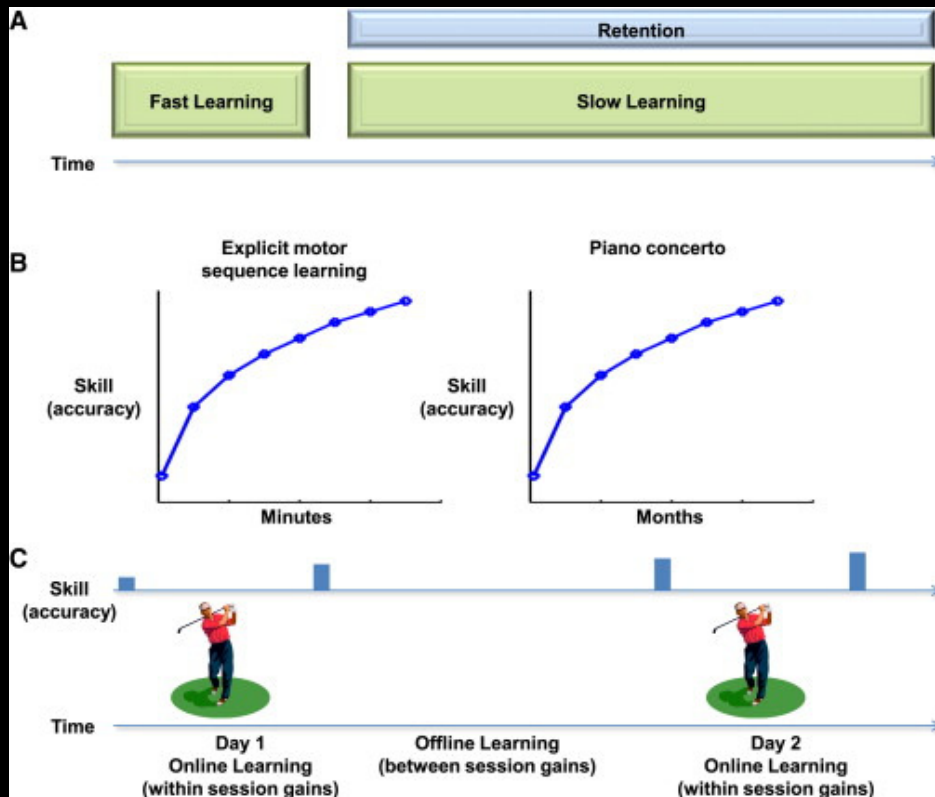 A
Retention
Fast Learning
Slow Learning
Time
B
Explicit motor
sequence learning
Piano concerto
Skill
(accuracy)
Skill
(accuracy)
Minutes
Months
C
Skill
(accuracy)
Time
Day 1
Online Learning
(within session gains)
Offline Learning
(between session gains)
Day 2
Online Learning
(within session gains)